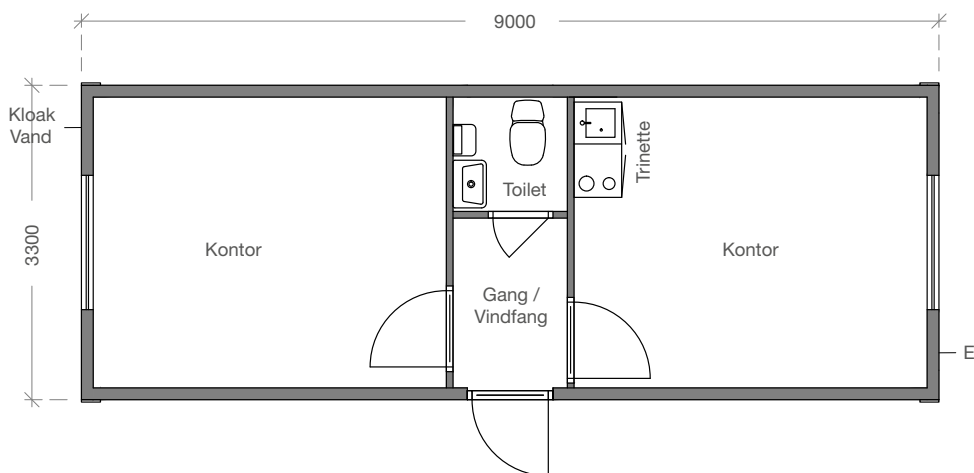 9000
Kloak
Vand
3300
Kontor
Toilet
Gang /
Vindfang
Trinette
Kontor
E